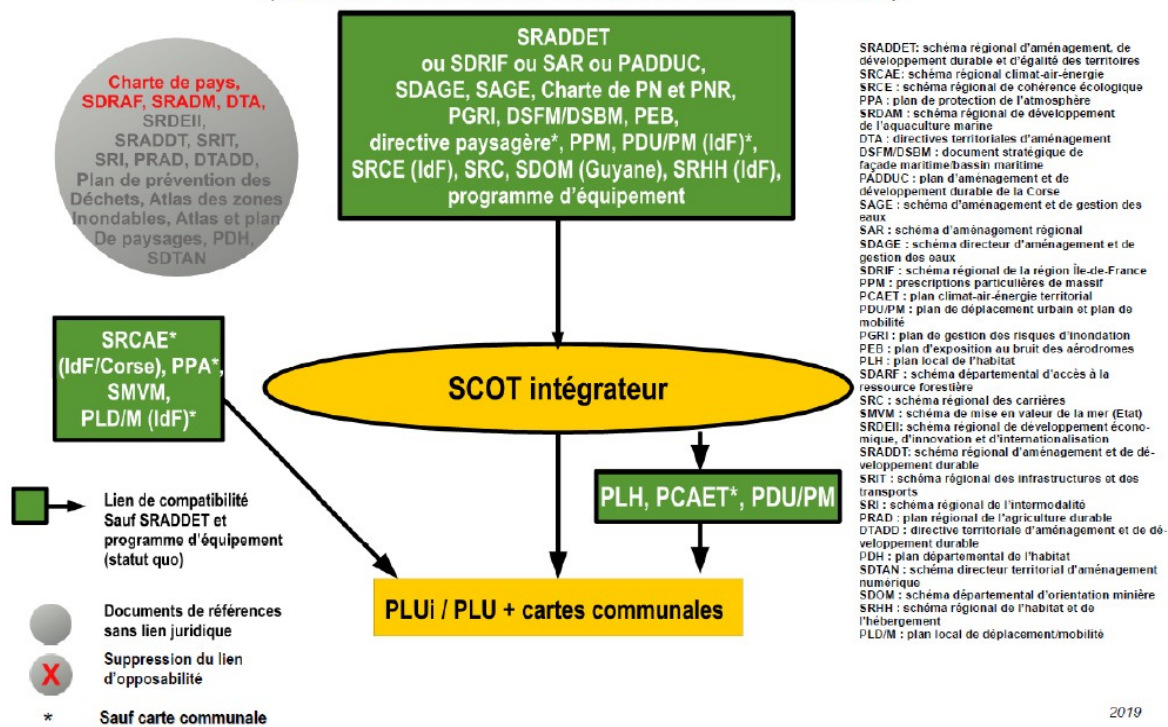 SRADDET
ou SDRIF ou SAR ou PADDUC,
SDAGE, SAGE, Charte de PN et PNR,
PGRI, DSFM/DSBM, PEB,
directive paysagère*, PPM, PDU/PM (IdF)*,
SRCE (IdF), SRC, SDOM (Guyane), SRHH (IdF),
programme d'équipement
Charte de pays,
SDRAF, SRADM, DTA,
SRDEII,
SRADDT, SRIT,
SRI, PRAD, DTADD,
Plan de prévention des
Déchets, Atlas des zones
Inondables, Atlas et plan
De paysages, PDH,
SDTAN
SRCAE*
(IdF/Corse), PPA*,
SMVM,
PLD/M (IdF)*
SCOT intégrateur
PLH, PCAET*, PDU/PM
PLUi / PLU + cartes communales
Lien de compatibilité
Sauf SRADDET et
programme d'équipement
(statut quo)
Documents de références
sans lien juridique
X
Suppression du lien
d'opposabilité
* Sauf carte communale
SRADDET: schéma régional d'aménagement, de
développement durable et d'égalité des territoires
SRCAE: schéma régional climat-air-énergie
SRCE : schéma régional de cohérence écologique
PPA : plan de protection de l'atmosphère
SRDAM : schéma régional de développement
de l'aquaculture marine
DTA : directives territoriales d'aménagement
DSFM/DSBM : document stratégique de
façade maritime/bassin maritime
PADDUC : plan d'aménagement et de
développement durable de la Corse
SAGE : schéma d'aménagement et de gestion des
eaux
SAR : schéma d'aménagement régional
SDAGE : schéma directeur d'aménagement et de
gestion des eaux
SDRIF : schéma régional de la région Île-de-France
PPM : prescriptions particulières de massif
PCAET : plan climat-air-énergie territorial
PDU/PM : plan de déplacement urbain et plan de
mobilité
PGRI : plan de gestion des risques d'inondation
PEB : plan d'exposition au bruit des aérodromes
PLH : plan local de l'habitat
SDARF : schéma départemental d'accès à la
ressource forestière
SRC : schéma régional des carrières
SMVM : schéma de mise en valeur de la mer (Etat)
SRDEII: schéma régional de développement écono-
mique, d'innovation et d'internationalisation
SRADDT: schéma régional d'aménagement et de dé-
veloppement durable
SRIT : schéma régional des infrastructures et des
transports
SRI : schéma régional de l'intermodalité
PRAD : plan régional de l'agriculture durable
DTADD : directive territoriale d'aménagement et de dé-
veloppement durable
PDH : plan départemental de l'habitat
SDTAN : schéma directeur territorial d'aménagement
numérique
SDOM : schéma départemental d'orientation minière
SRHH : schéma régional de l'habitat et de
l'hébergement
PLD/M : plan local de déplacement/mobilité
2019